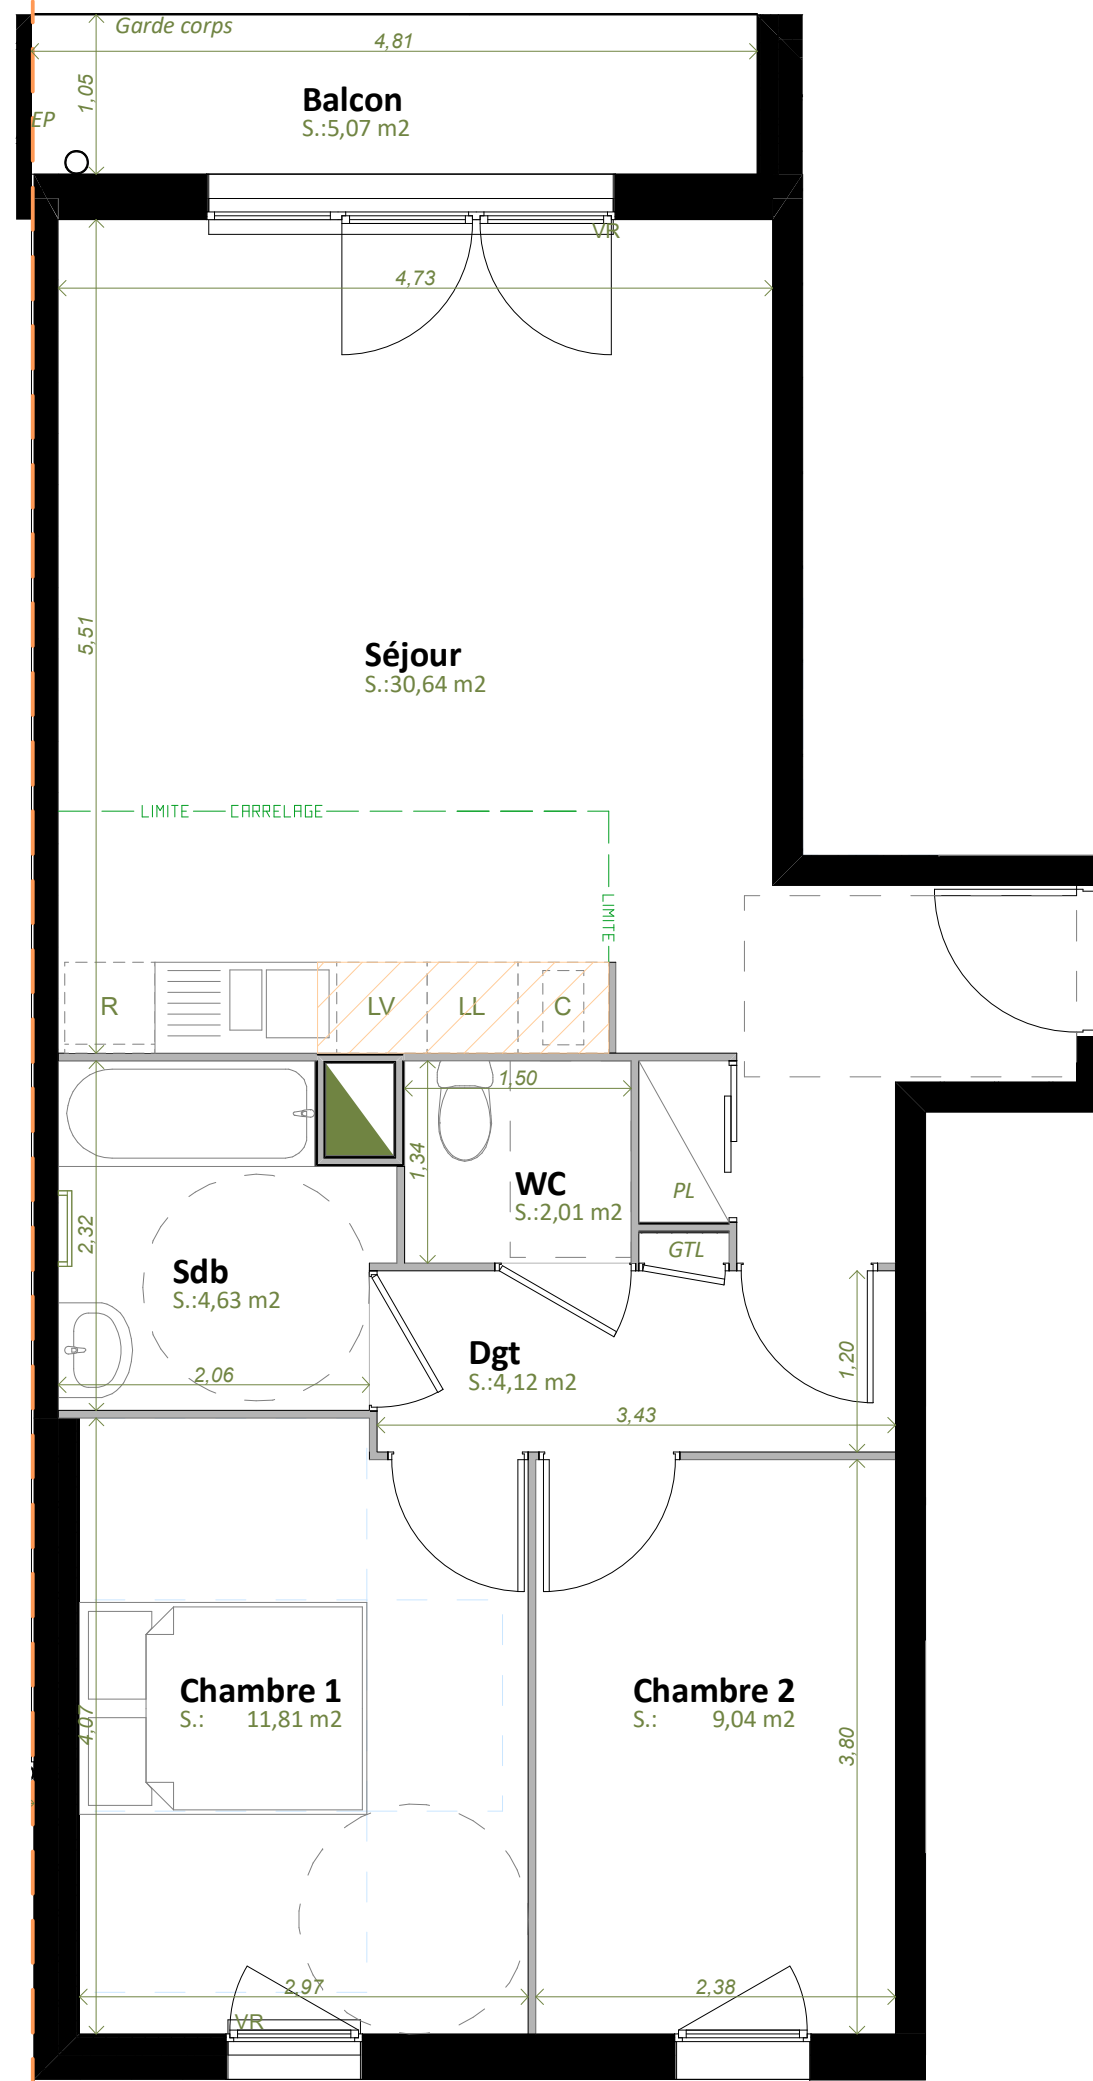 Garde corps
4,81
1,05
EP
Balcon
S.:5,07 m2
VR
4,73
5,51
Séjour
S.:30,64 m2
LIMITE CARRELAGE
LIMITE
R
LV
LL
C
1,50
1,34
WC
S.:2,01 m2
PL
GTL
2,32
Sdb
S.:4,63 m2
2,06
Dgt
S.:4,12 m2
1,20
3,43
Chambre 1
S.: 11,81 m2
4,07
Chambre 2
S.: 9,04 m2
3,80
2,97
2,38
VR